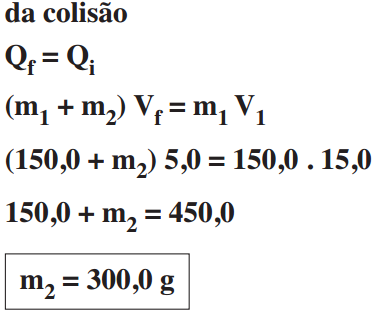 da colisão
Q_f = Q_i
(m_1 + m_2) V_f = m_1 V_1
(150,0 + m_2) 5,0 = 150,0 . 15,0
150,0 + m_2 = 450,0
m_2 = 300,0 g